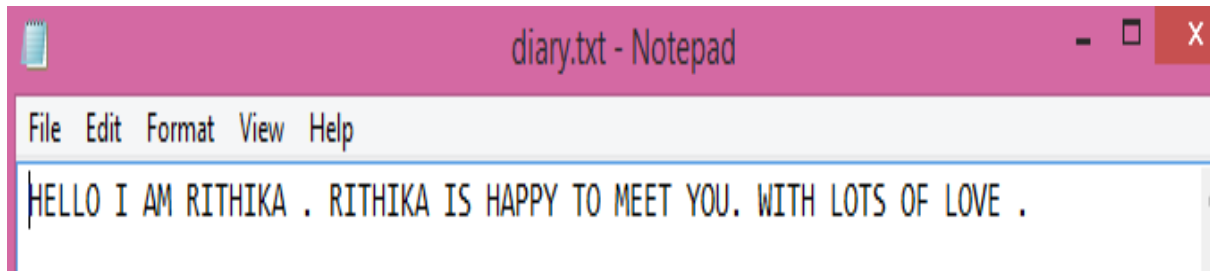 diary.txt - Notepad
File Edit Format View Help
HELLO I AM RITHIKA . RITHIKA IS HAPPY TO MEET YOU. WITH LOTS OF LOVE .